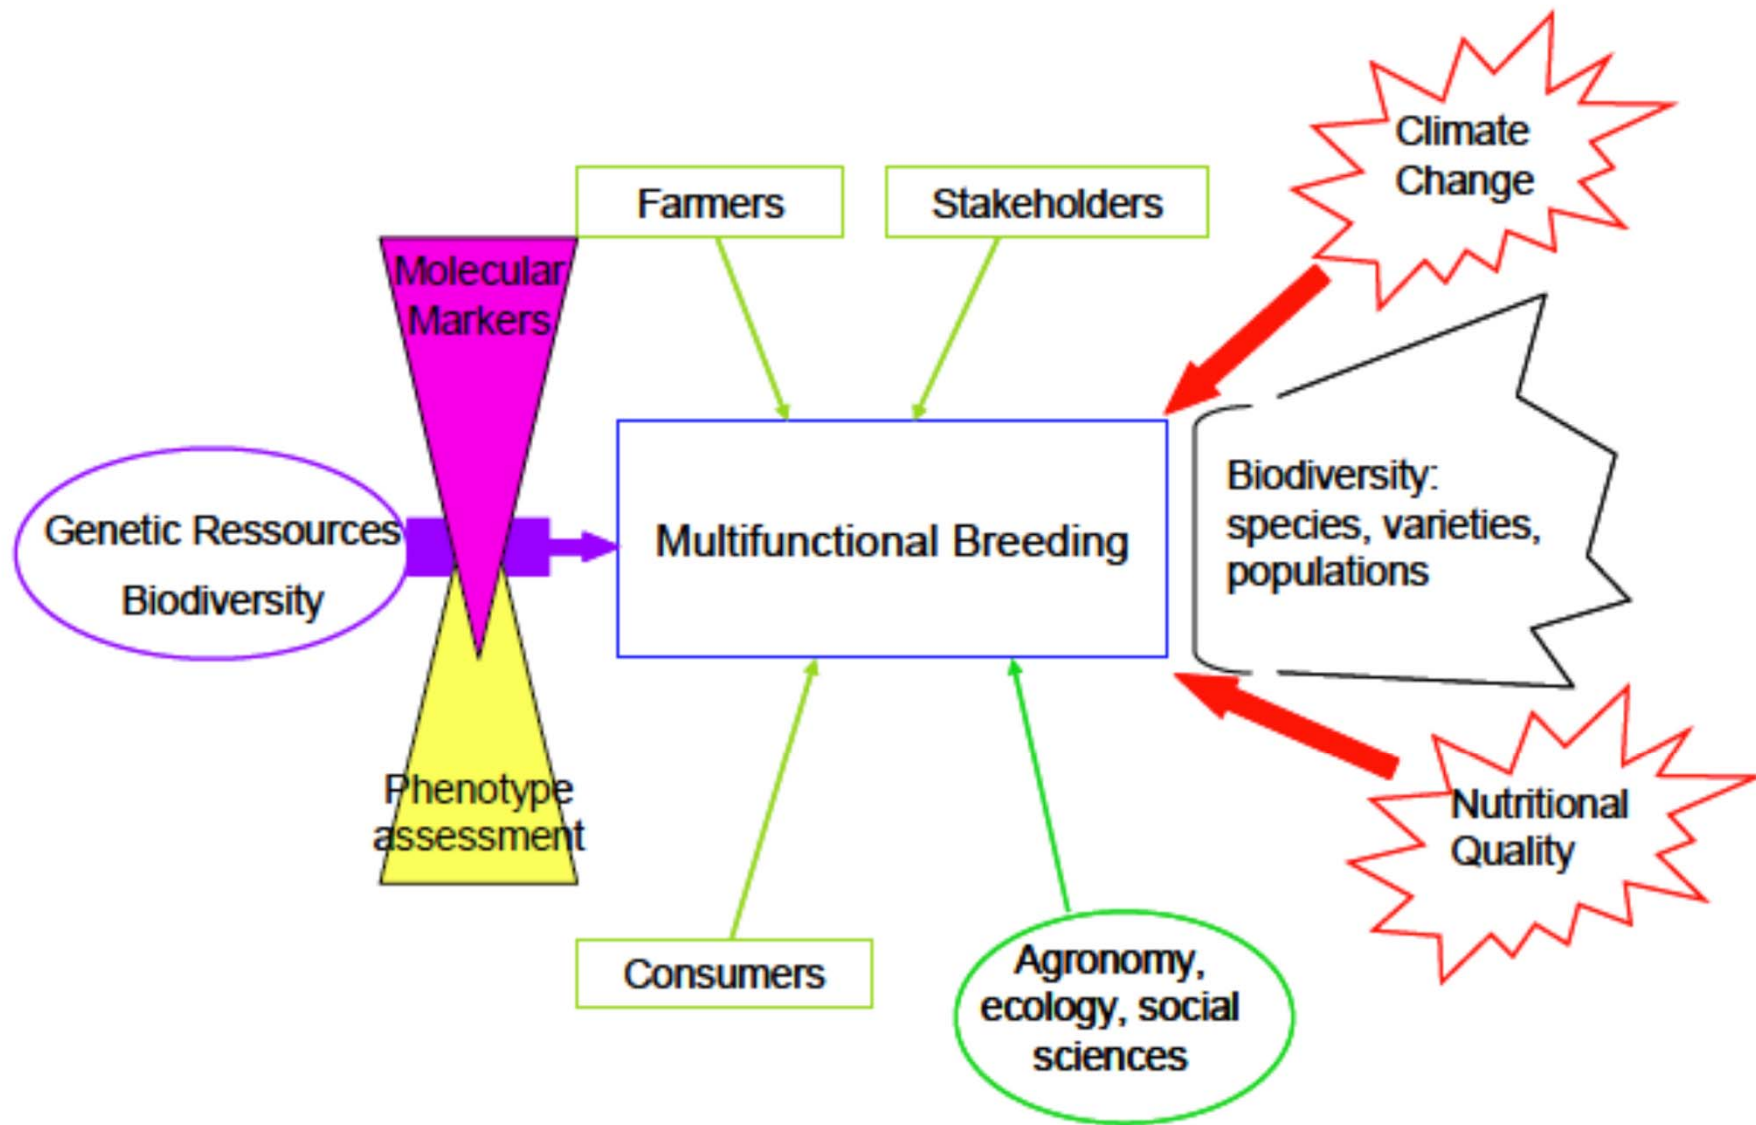 Climate
Change
Farmers
Stakeholders
Molecular
Markers
Genetic Ressources
Biodiversity
Multifunctional Breeding
Biodiversity:
species, varieties,
populations
Phenotype
assessment
Nutritional
Quality
Consumers
Agronomy,
ecology, social
sciences